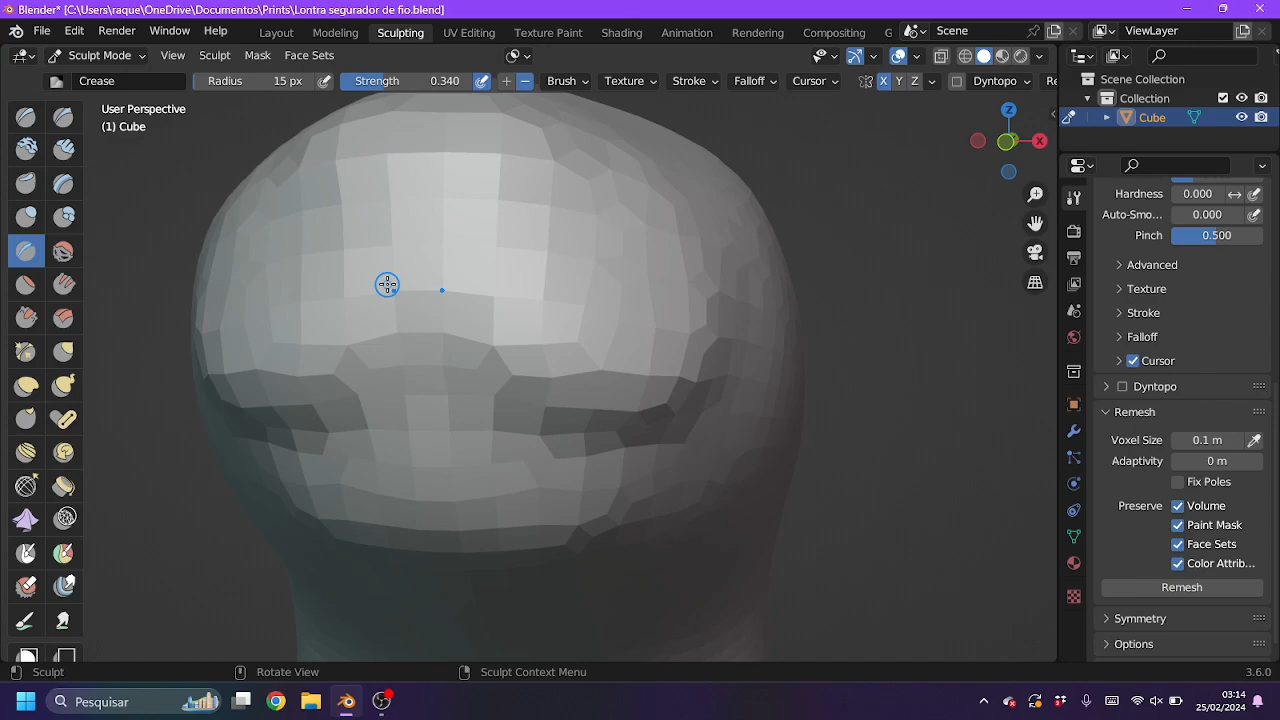 Blender* [C:\Users\raque\OneDrive\Documentos\Prints\Lontra segurador de fio.blend]
File Edit Render Window Help Layout Modeling Sculpting UV Editing Texture Paint Shading Animation Rendering Compositing G Scene ViewLayer
Sculpt Mode View Sculpt Mask Face Sets
Crease Radius 15 px Strength 0.340 Brush Texture Stroke Falloff Cursor X Y Z Dyntopo Re
User Perspective
(1) Cube
Z
X
Scene Collection
Collection
Cube
Hardness 0.000
Auto-Smo... 0.000
Pinch 0.500
Advanced
Texture
Stroke
Falloff
Cursor
Dyntopo
Remesh
Voxel Size 0.1 m
Adaptivity 0 m
Fix Poles
Preserve Volume
Paint Mask
Face Sets
Color Attrib...
Remesh
Symmetry
Options
Sculpt Rotate View Sculpt Context Menu 3.6.0
Pesquisar
03:14
25/02/2024